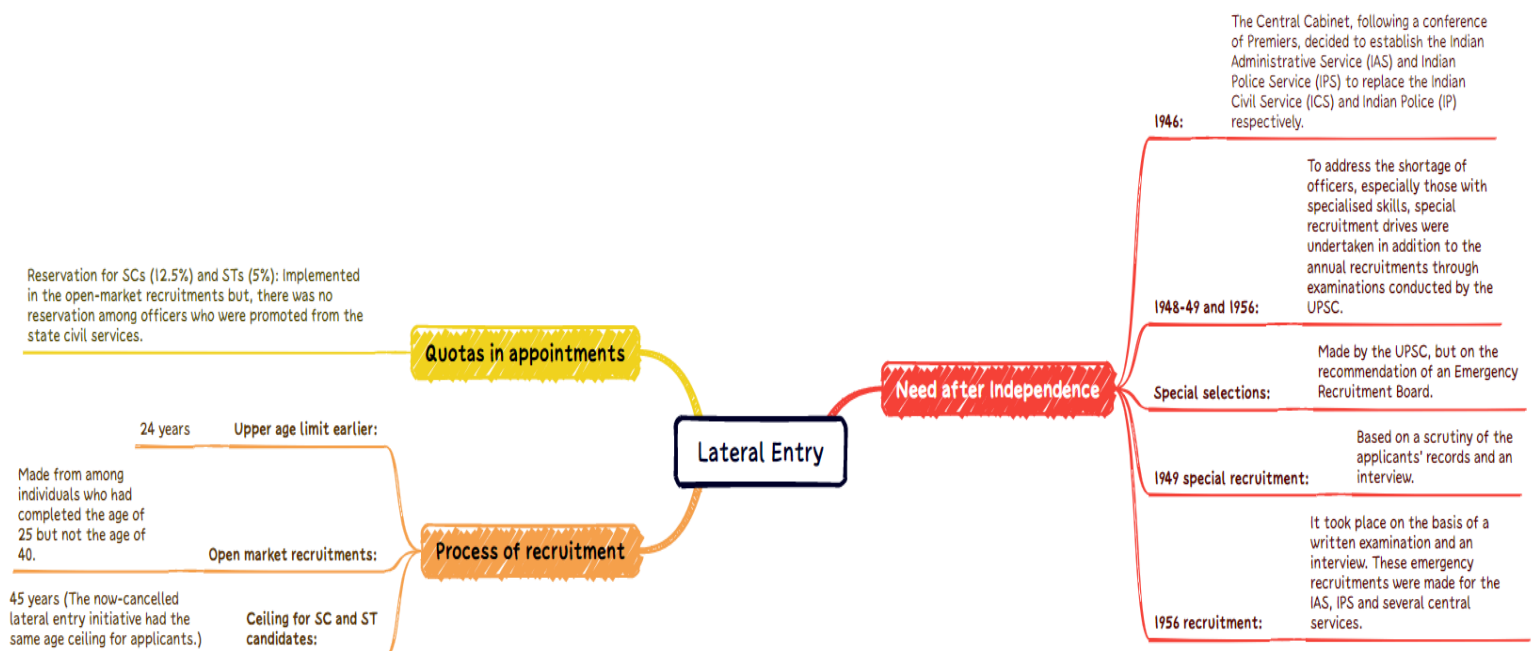 Lateral Entry
Need after Independence
1946:
The Central Cabinet, following a conference
of Premiers, decided to establish the Indian
Administrative Service (IAS) and Indian
Police Service (IPS) to replace the Indian
Civil Service (ICS) and Indian Police (IP)
respectively.
1948-49 and 1956:
To address the shortage of
officers, especially those with
specialised skills, special
recruitment drives were
undertaken in addition to the
annual recruitments through
examinations conducted by the
UPSC.
Special selections:
Made by the UPSC, but on the
recommendation of an Emergency
Recruitment Board.
1949 special recruitment:
Based on a scrutiny of the
applicants' records and an
interview.
1956 recruitment:
It took place on the basis of a
written examination and an
interview. These emergency
recruitments were made for the
IAS, IPS and several central
services.
Quotas in appointments
Reservation for SCs (12.5%) and STs (5%): Implemented
in the open-market recruitments but, there was no
reservation among officers who were promoted from the
state civil services.
Process of recruitment
Upper age limit earlier:
24 years
Open market recruitments:
Made from among
individuals who had
completed the age of
25 but not the age of
40.
Ceiling for SC and ST
candidates:
45 years (The now-cancelled
lateral entry initiative had the
same age ceiling for applicants.)